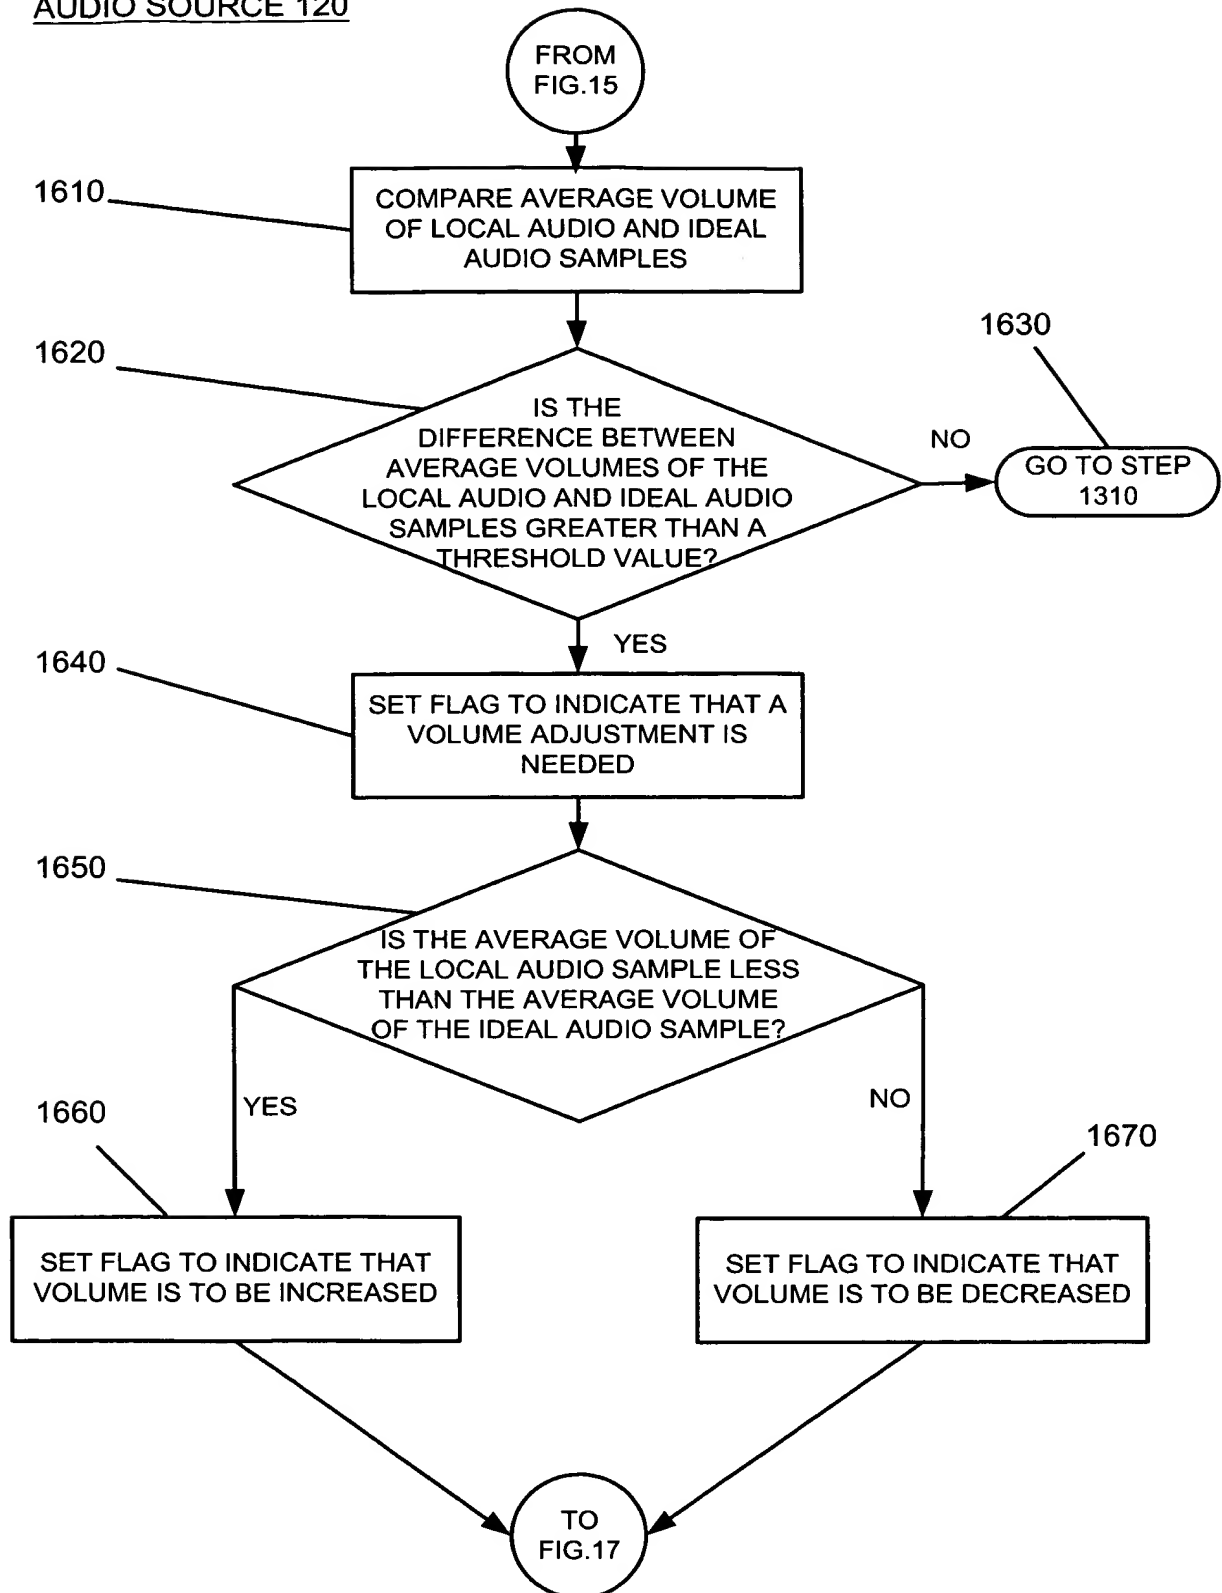 AUDIO SOURCE 120
FROM
FIG.15
1610
COMPARE AVERAGE VOLUME
OF LOCAL AUDIO AND IDEAL
AUDIO SAMPLES
1620
IS THE
DIFFERENCE BETWEEN
AVERAGE VOLUMES OF THE
LOCAL AUDIO AND IDEAL AUDIO
SAMPLES GREATER THAN A
THRESHOLD VALUE?
NO
1630
GO TO STEP
1310
YES
1640
SET FLAG TO INDICATE THAT A
VOLUME ADJUSTMENT IS
NEEDED
1650
IS THE AVERAGE VOLUME OF
THE LOCAL AUDIO SAMPLE LESS
THAN THE AVERAGE VOLUME
OF THE IDEAL AUDIO SAMPLE?
YES
NO
1660
SET FLAG TO INDICATE THAT
VOLUME IS TO BE INCREASED
1670
SET FLAG TO INDICATE THAT
VOLUME IS TO BE DECREASED
TO
FIG.17